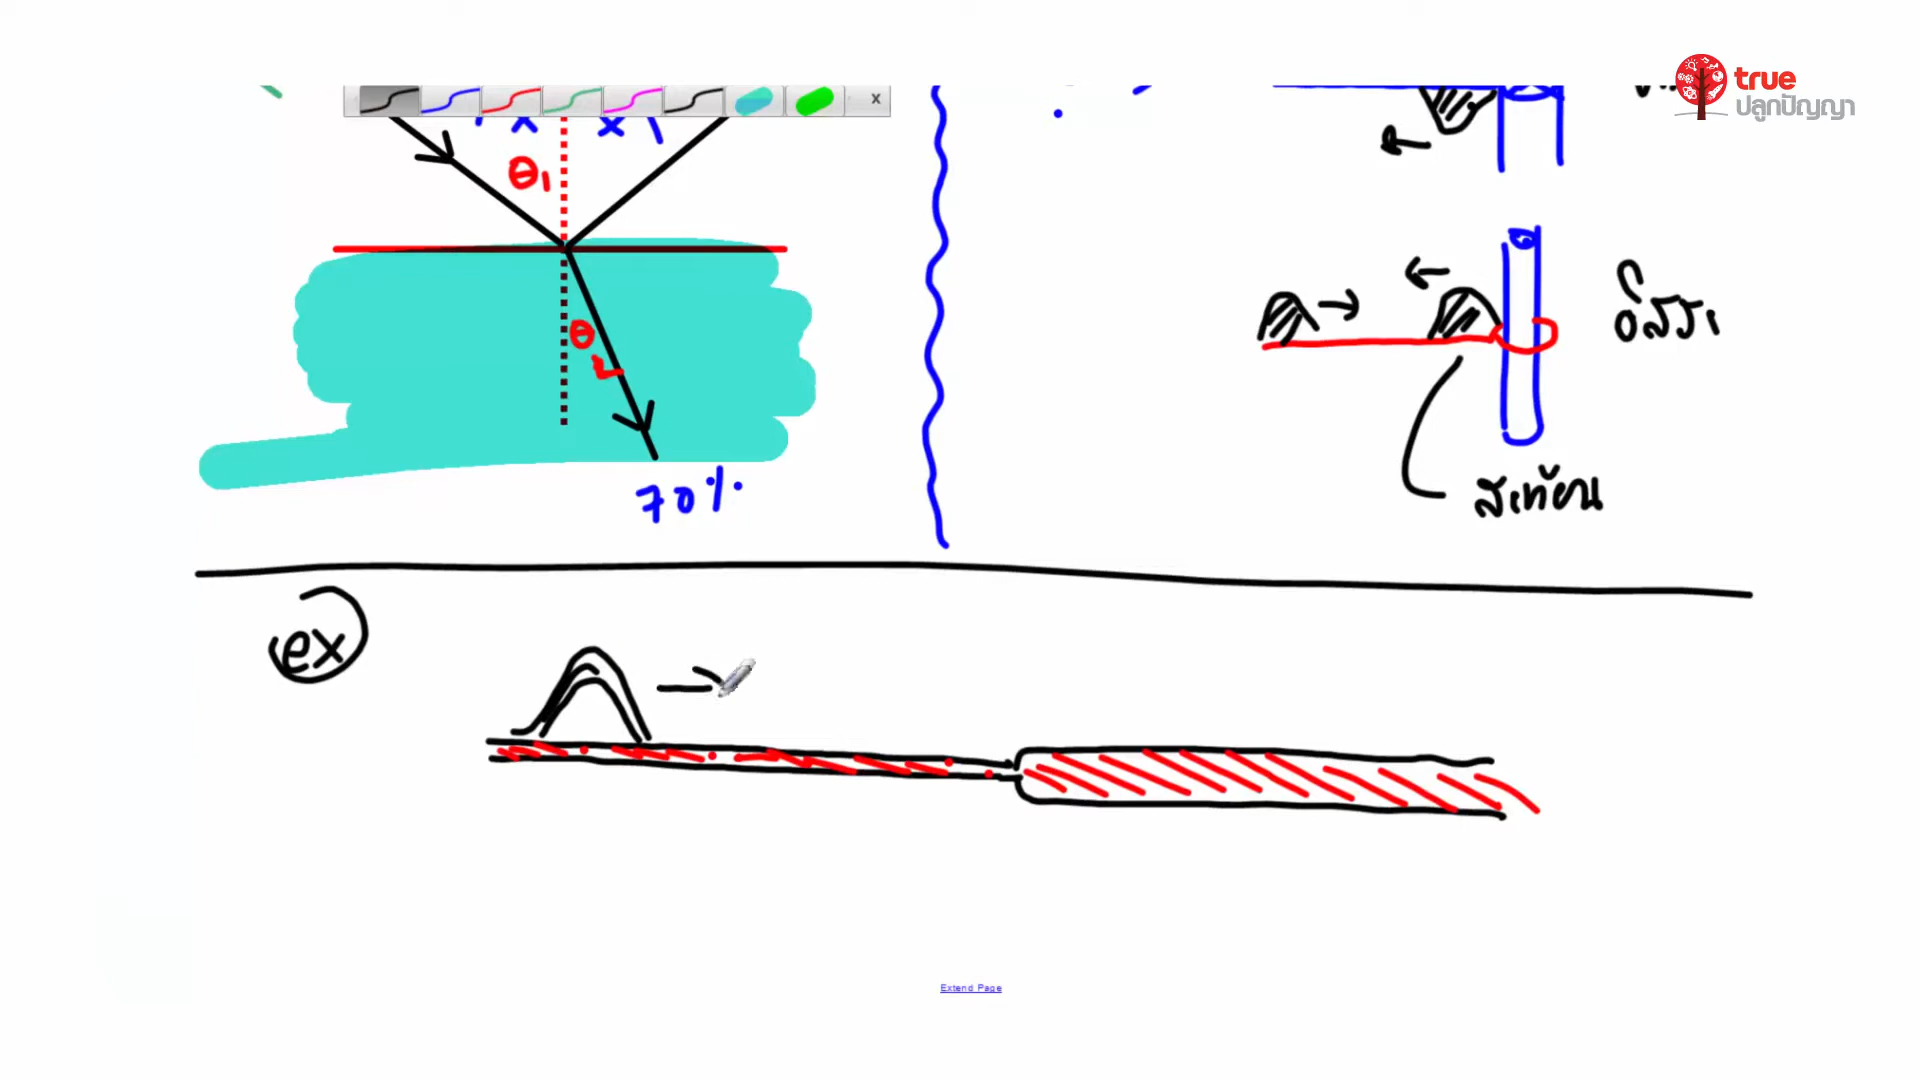 true
ปลูกปัญญา
x
x x
θ1
θ
อิสระ
สะท้อน
70%
ex
Extend Page